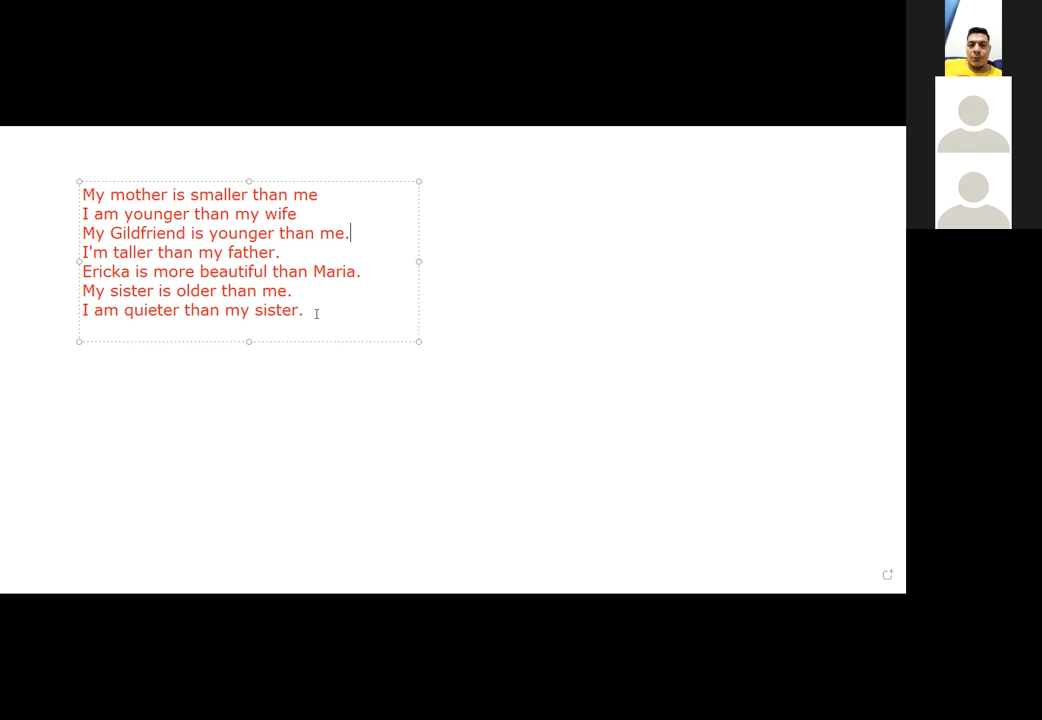 My mother is smaller than me
I am younger than my wife
My Gildfriend is younger than me.
I'm taller than my father.
Ericka is more beautiful than Maria.
My sister is older than me.
I am quieter than my sister.